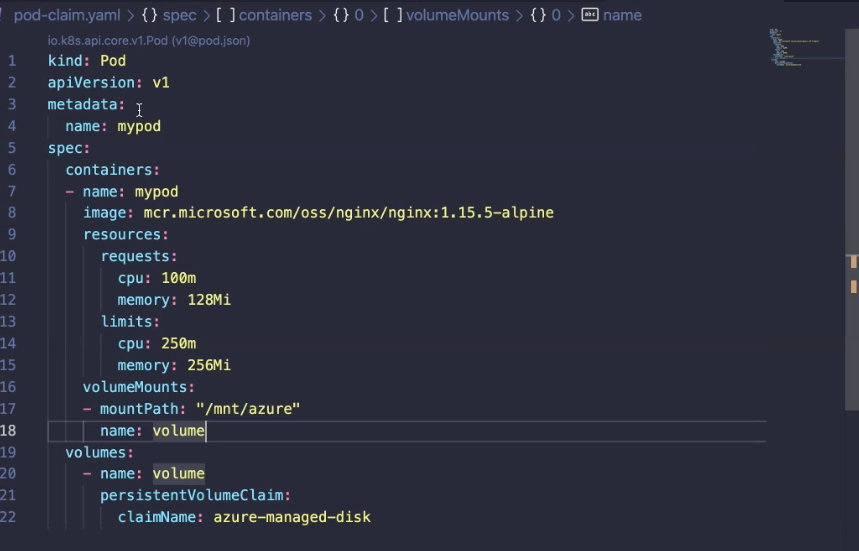 pod-claim.yaml > {} spec > [ ] containers > {} 0 > [ ] volumeMounts > {} 0 > abc name
io.k8s.api.core.v1.Pod (v1@pod.json)
1 kind: Pod
2 apiVersion: v1
3 metadata:
4   name: mypod
5 spec:
6   containers:
7   - name: mypod
8     image: mcr.microsoft.com/oss/nginx/nginx:1.15.5-alpine
9     resources:
10       requests:
11         cpu: 100m
12         memory: 128Mi
13       limits:
14         cpu: 250m
15         memory: 256Mi
16     volumeMounts:
17     - mountPath: "/mnt/azure"
18       name: volume
19   volumes:
20     - name: volume
21       persistentVolumeClaim:
22         claimName: azure-managed-disk